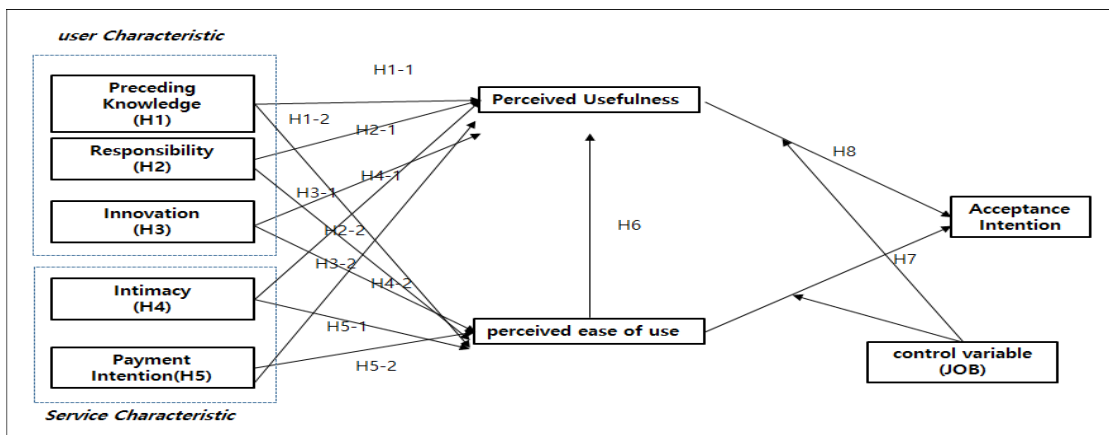 user Characteristic
Preceding
Knowledge
(H1)
Responsibility
(H2)
Innovation
(H3)
Intimacy
(H4)
Payment
Intention(H5)
Service Characteristic
H1-1
H1-2
H2-1
H4-1
H3-1
H2-2
H3-2
H4-2
H5-1
H5-2
Perceived Usefulness
H6
perceived ease of use
H8
H7
Acceptance
Intention
control variable
(JOB)